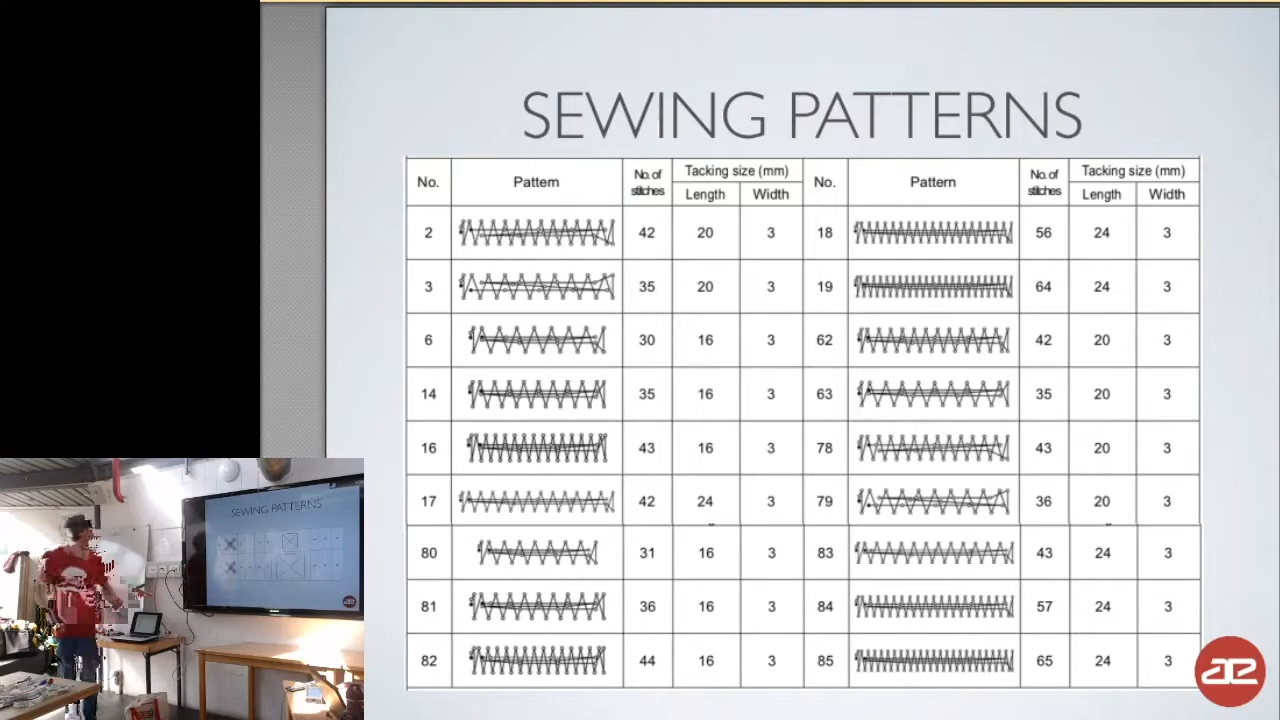 SEWING PATTERNS
No. Pattern No. of stitches Tacking size (mm) No. Pattern No. of stitches Tacking size (mm)
Length Width Length Width
2 42 20 3 18 56 24 3
3 35 20 3 19 64 24 3
6 30 16 3 62 42 20 3
14 35 16 3 63 35 20 3
16 43 16 3 78 43 20 3
17 42 24 3 79 36 20 3
80 31 16 3 83 43 24 3
81 36 16 3 84 57 24 3
82 44 16 3 85 65 24 3
SEWING PATTERNS